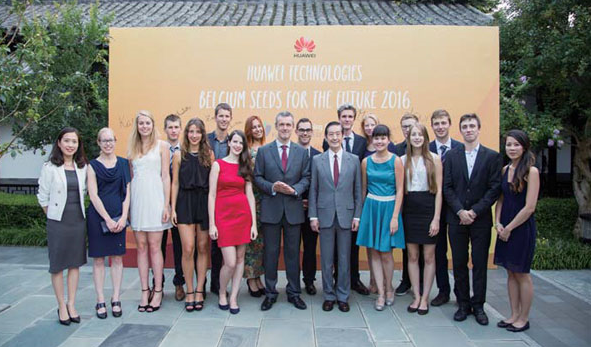 HUAWEI
HUAWEI TECHNOLOGIES
BELGIUM SEEDS FOR THE FUTURE 2016